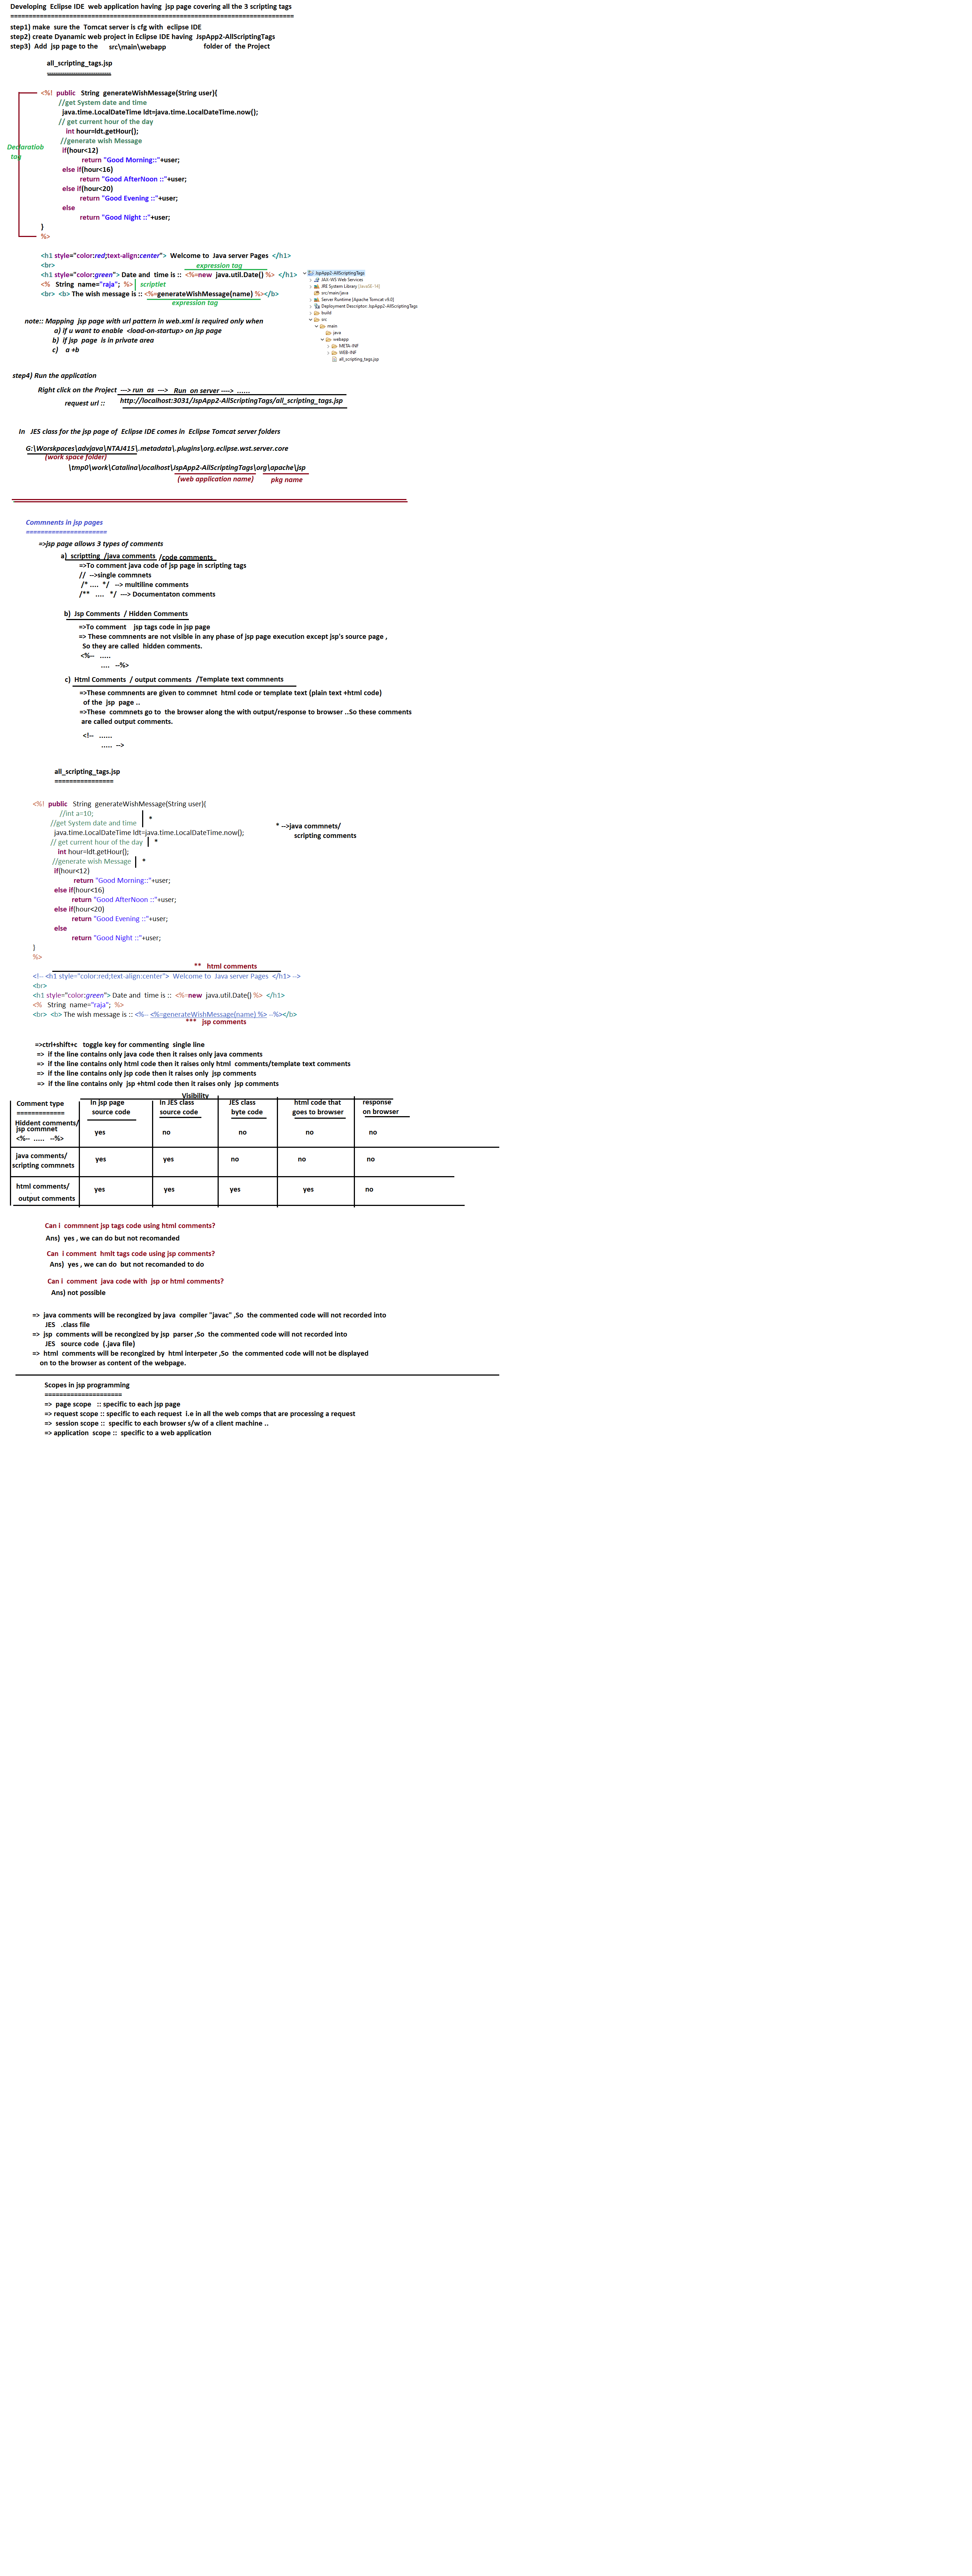 Developing  Eclipse IDE  web application having  jsp page covering all the 3 scripting tags
=============================================================================
step1) make  sure the  Tomcat server is cfg with  eclipse IDE
step2) create Dyanamic web project in Eclipse IDE having  JspApp2-AllScriptingTags
step3)  Add  jsp page to the     src\main\webapp     folder of  the Project
all_scripting_tags.jsp
====================
<%!  public   String  generateWishMessage(String user){
//get System date and time
java.time.LocalDateTime ldt=java.time.LocalDateTime.now();
// get current hour of the day
int hour=ldt.getHour();
//generate wish Message
Declaratiob
tag
if(hour<12)
return "Good Morning::"+user;
else if(hour<16)
return "Good AfterNoon ::"+user;
else if(hour<20)
return "Good Evening ::"+user;
else
return "Good Night ::"+user;
}
%>
<h1 style="color:red;text-align:center">  Welcome to  Java server Pages  </h1>
<br>
expression tag
<h1 style="color:green"> Date and  time is ::  <%=new  java.util.Date() %>  </h1>
<%   String  name="raja";  %>   scriptlet
<br>  <b> The wish message is :: <%=generateWishMessage(name) %></b>
expression tag
JspApp2-AllScriptingTags
JAX-WS Web Services
JRE System Library [JavaSE-14]
src/main/java
Server Runtime [Apache Tomcat v9.0]
Deployment Descriptor: JspApp2-AllScriptingTags
build
src
main
java
webapp
META-INF
WEB-INF
all_scripting_tags.jsp
note:: Mapping  jsp page with url pattern in web.xml is required only when
a) if u want to enable  <load-on-startup> on jsp page
b)  if jsp  page  is in private area
c)    a +b
step4) Run the application
Right click on the Project  ---> run  as  --->   Run  on server ---->  ......
request url ::   http://localhost:3031/JspApp2-AllScriptingTags/all_scripting_tags.jsp
In   JES class for the jsp page of  Eclipse IDE comes in  Eclipse Tomcat server folders
G:\Worskpaces\advjava\NTAJ415\.metadata\.plugins\org.eclipse.wst.server.core
(work space folder)
\tmp0\work\Catalina\localhost\JspApp2-AllScriptingTags\org\apache\jsp
(web application name)     pkg name
Commnents in jsp pages
======================
=>jsp page allows 3 types of comments
a)  scriptting  /java comments  /code comments
=>To comment java code of jsp page in scripting tags
//  -->single commnets
/* ....  */   --> multiline comments
/**  ....   */  ---> Documentaton comments
b)  Jsp Comments  / Hidden Comments
=>To comment    jsp tags code in jsp page
=> These commnents are not visible in any phase of jsp page execution except jsp's source page ,
So they are called  hidden comments.
<%--   .....
....   --%>
c)  Html Comments  / output comments  /Template text commnents
=>These commnents are given to commnet  html code or template text (plain text +html code)
of the  jsp  page ..
=>These  commnets go to  the browser along the with output/response to browser ..So these comments
are called output comments.
<!--   ......
.....  -->
all_scripting_tags.jsp
================
<%!  public   String  generateWishMessage(String user){
//int a=10;
//get System date and time     *
* -->java commnets/
java.time.LocalDateTime ldt=java.time.LocalDateTime.now();
scripting comments
// get current hour of the day     *
int hour=ldt.getHour();
//generate wish Message     *
if(hour<12)
return "Good Morning::"+user;
else if(hour<16)
return "Good AfterNoon ::"+user;
else if(hour<20)
return "Good Evening ::"+user;
else
return "Good Night ::"+user;
}
%>
**   html comments
<!-- <h1 style="color:red;text-align:center">  Welcome to  Java server Pages  </h1> -->
<br>
<h1 style="color:green"> Date and  time is ::  <%=new  java.util.Date() %>  </h1>
<%   String  name="raja";  %>
<br>  <b> The wish message is :: <%-- <%=generateWishMessage(name) %> --%></b>
***   jsp comments
=>ctrl+shift+c   toggle key for commenting  single line
=>  if the line contains only java code then it raises only java comments
=>  if the line contains only html code then it raises only html  comments/template text comments
=>  if the line contains only jsp code then it raises only  jsp comments
=>  if the line contains only  jsp +html code then it raises only  jsp comments
Visibility
Comment type     In jsp page     In JES class     JES class     html code that     response
=============     source code     source code     byte code     goes to browser     on browser
Hiddent comments/
jsp commnet     yes     no     no     no     no
<%--  .....   --%>
java comments/     yes     yes     no     no     no
scripting commnets
html comments/     yes     yes     yes     yes     no
output comments
Can i  commnent jsp tags code using html comments?
Ans)  yes , we can do but not recomanded
Can  i comment  hmlt tags code using jsp comments?
Ans)  yes , we can do  but not recomanded to do
Can i  comment  java code with  jsp or html comments?
Ans) not possible
=>  java comments will be recongized by java  compiler "javac" ,So  the commented code will not recorded into
JES   .class file
=>  jsp  comments will be recongized by jsp  parser ,So  the commented code will not recorded into
JES   source code  (.java file)
=>  html  comments will be recongized by  html interpeter ,So  the commented code will not be displayed
on to the browser as content of the webpage.
Scopes in jsp programming
=====================
=>  page scope   :: specific to each jsp page
=> request scope :: specific to each request  i.e in all the web comps that are processing a request
=>  session scope ::  specific to each browser s/w of a client machine ..
=> application  scope ::  specific to a web application